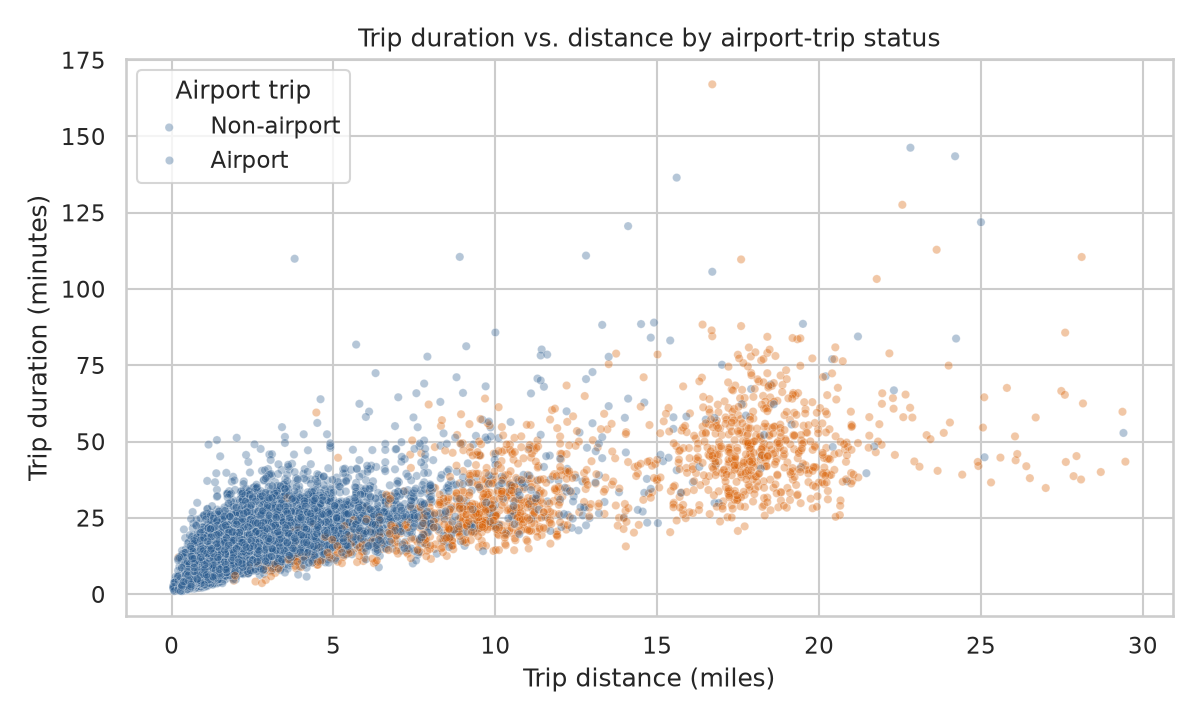 Trip duration vs. distance by airport-trip status
Airport trip
Non-airport
Airport
Trip duration (minutes)
175
150
125
100
75
50
25
0
0 5 10 15 20 25 30
Trip distance (miles)